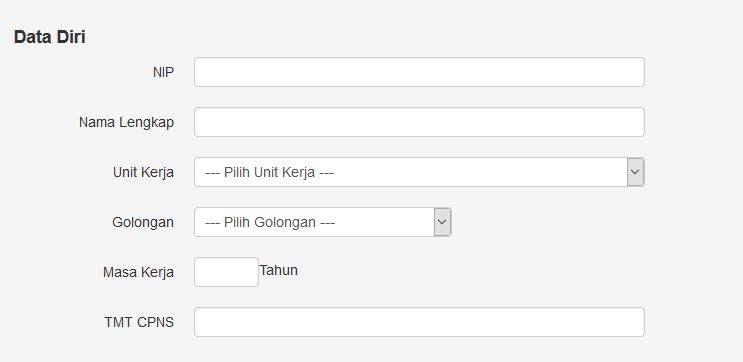 Data Diri
NIP
Nama Lengkap
Unit Kerja --- Pilih Unit Kerja ---
Golongan --- Pilih Golongan ---
Masa Kerja Tahun
TMT CPNS